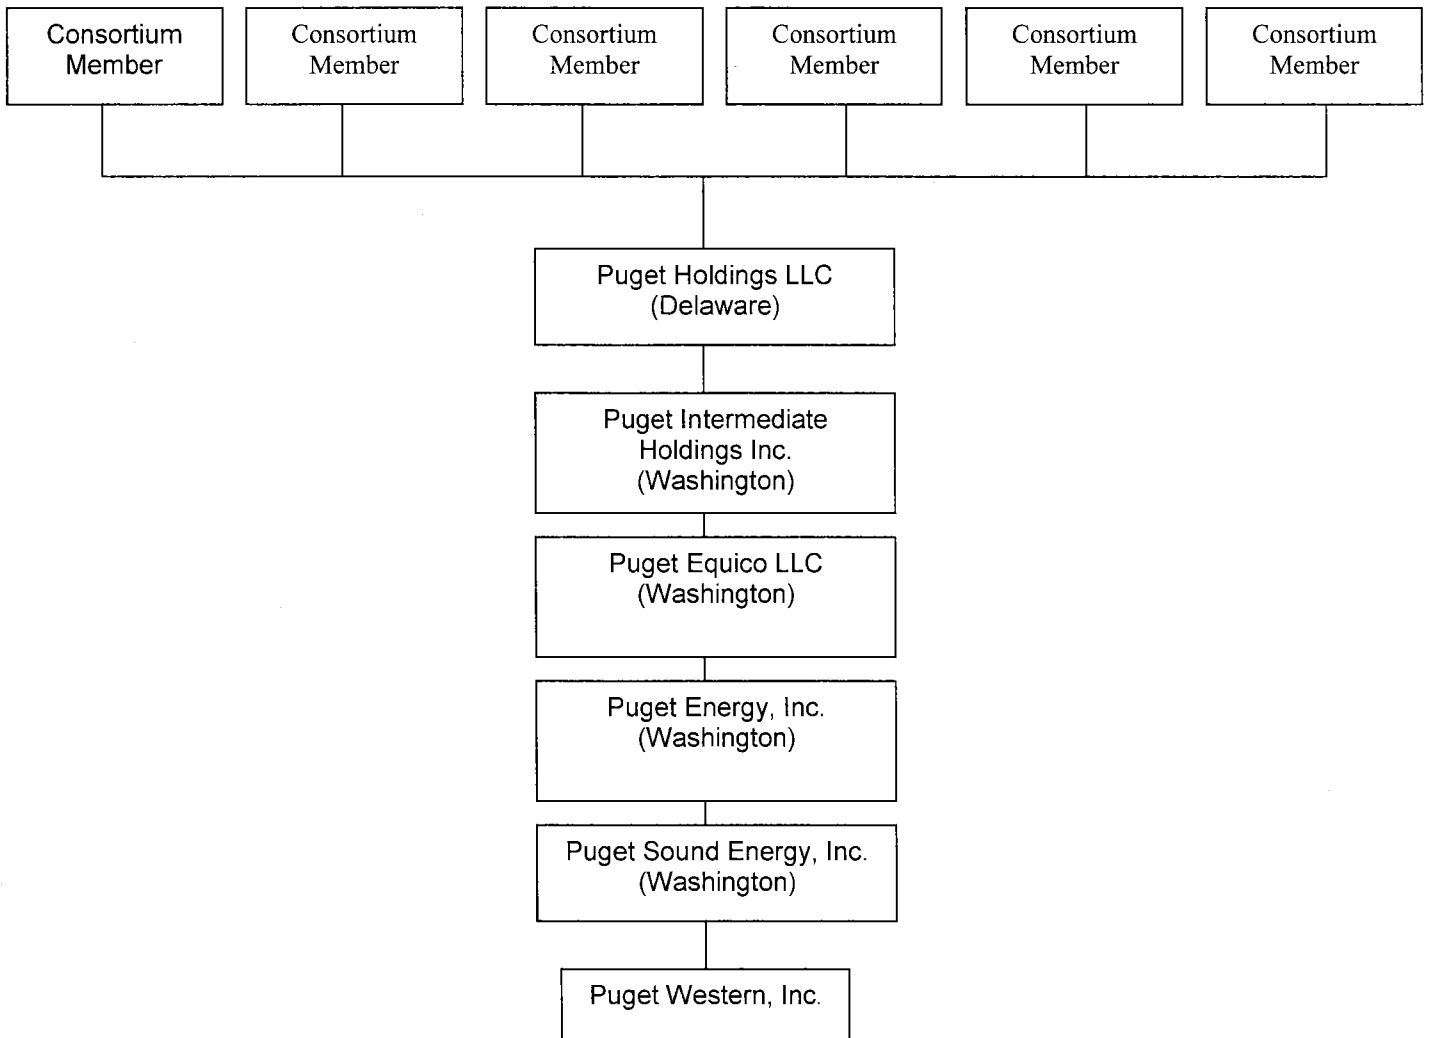 Consortium
Member
Consortium
Member
Consortium
Member
Consortium
Member
Consortium
Member
Consortium
Member
Puget Holdings LLC
(Delaware)
Puget Intermediate
Holdings Inc.
(Washington)
Puget Equico LLC
(Washington)
Puget Energy, Inc.
(Washington)
Puget Sound Energy, Inc.
(Washington)
Puget Western, Inc.